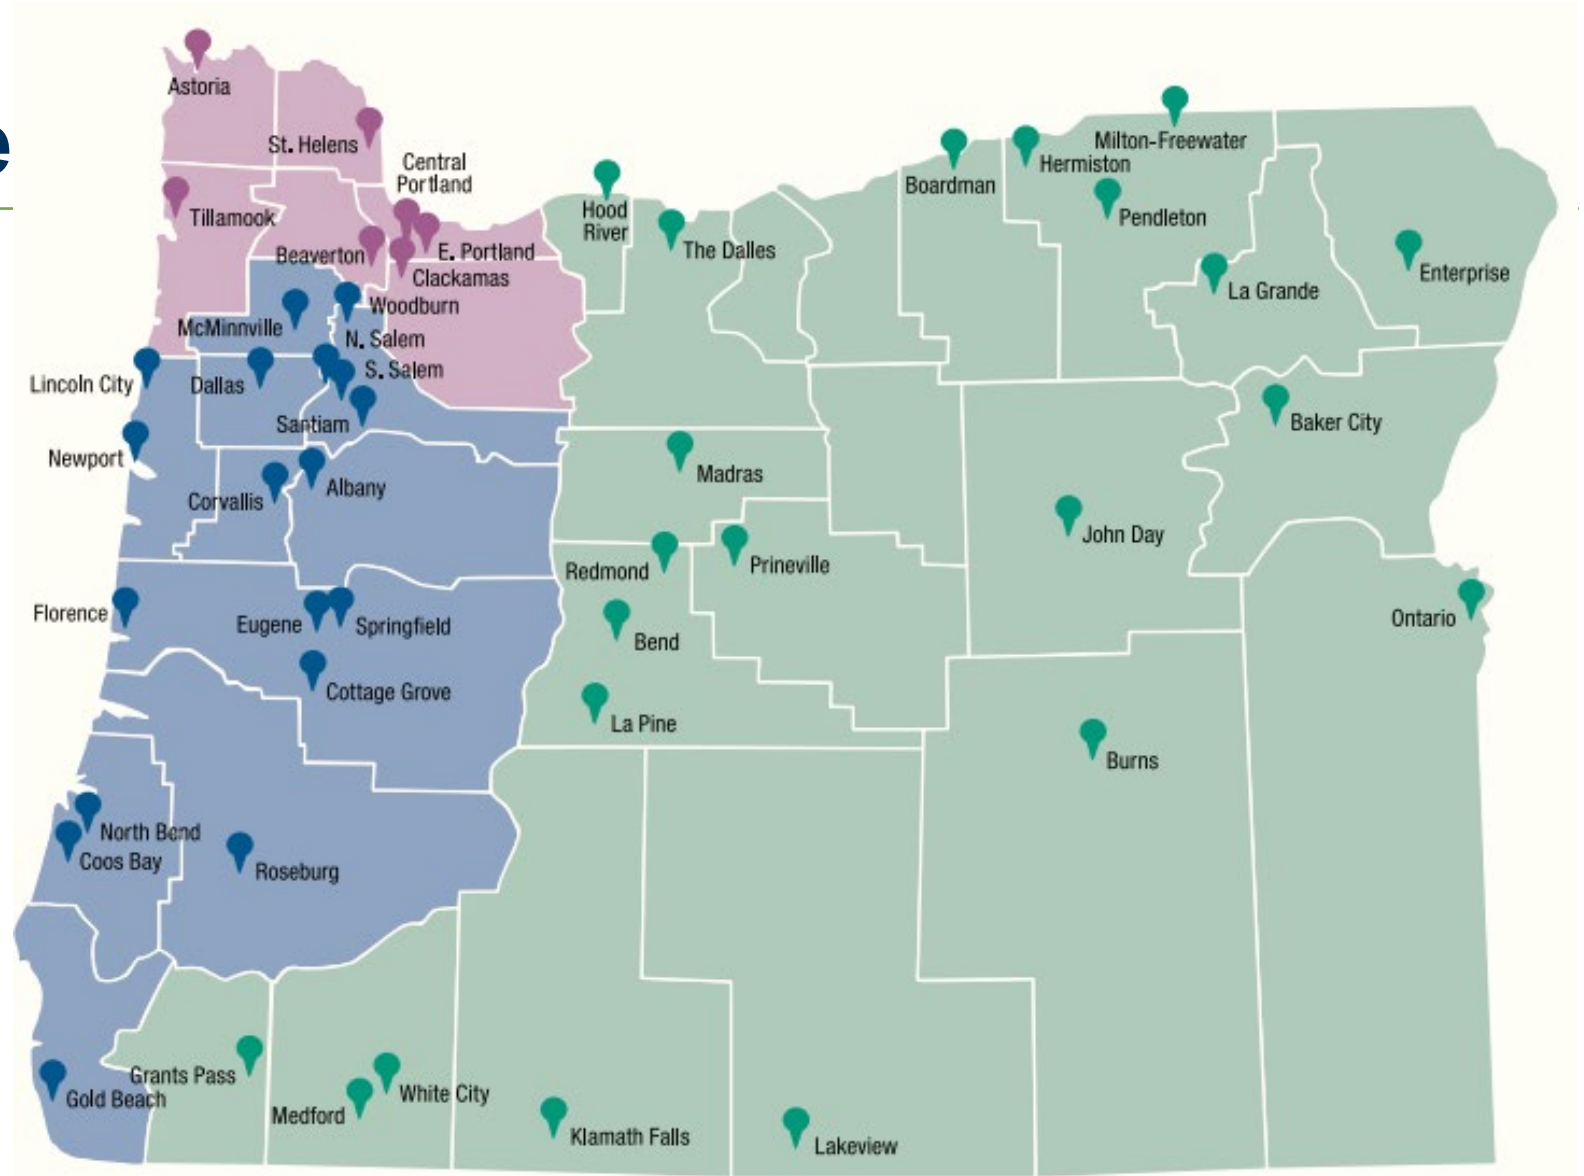 e
Astoria
St. Helens
Central
Portland
Tillamook
Beaverton
E. Portland
Clackamas
Hood
River
The Dalles
Boardman
Milton-Freewater
Hermiston
Pendleton
La Grande
Enterprise
McMinnville
Woodburn
N. Salem
S. Salem
Lincoln City
Dallas
Santiam
Newport
Corvallis
Albany
Madras
Baker City
John Day
Redmond
Prineville
Florence
Eugene
Springfield
Bend
Ontario
Cottage Grove
La Pine
Burns
North Bend
Coos Bay
Roseburg
Grants Pass
Gold Beach
White City
Medford
Klamath Falls
Lakeview